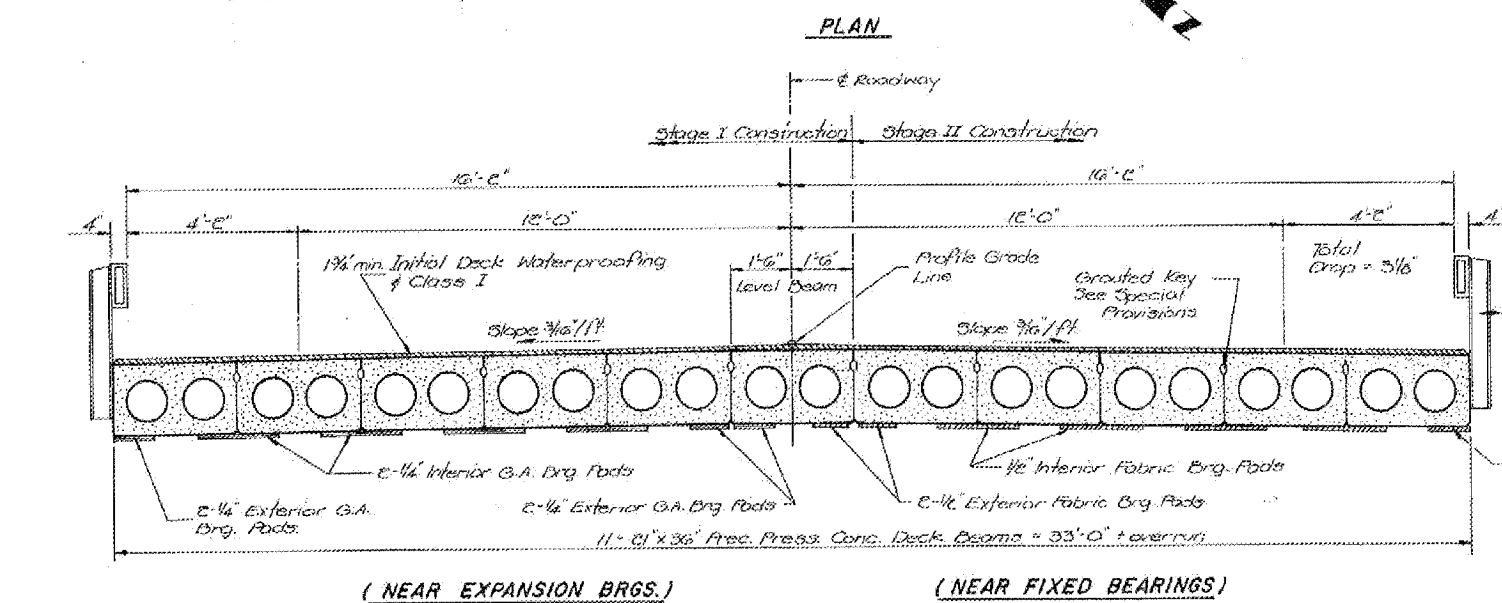 PLAN
℄ Roadway
Stage I Construction
Stage II Construction
16'-2"
16'-2"
4"
4'-2"
12'-0"
12'-0"
4'-2"
4"
1¾" min. Initial Deck Waterproofing
& Class I
1'-6"
1'-6"
Level Beam
Profile Grade
Line
Grouted Key
See Special
Provisions
Total
Drop = 3⅛"
Slope 3/16"/ft.
Slope 3/16"/ft.
2-¼" Interior G.A. Brg. Pads
½" Interior Fabric Brg. Pads
2-¼" Exterior G.A.
Brg. Pads.
2-¼" Exterior G.A. Brg. Pads
2-½" Exterior Fabric Brg. Pads
11 - 21" x 36" Prec. Press. Conc. Deck Beams = 33'-0" + overrun
(NEAR EXPANSION BRGS.)
(NEAR FIXED BEARINGS)